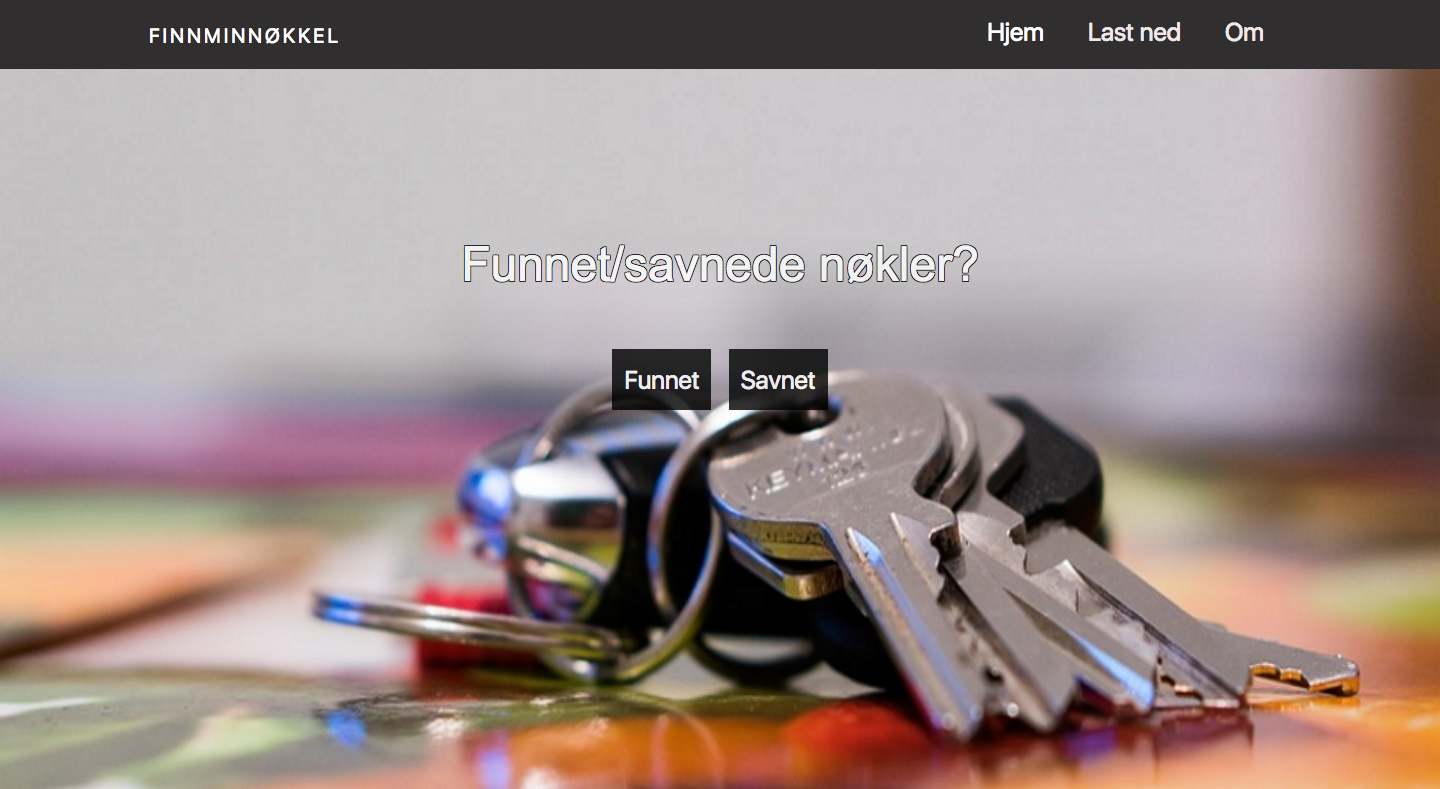 FINNMINNØKKEL
Hjem Last ned Om
Funnet/savnede nøkler?
Funnet Savnet